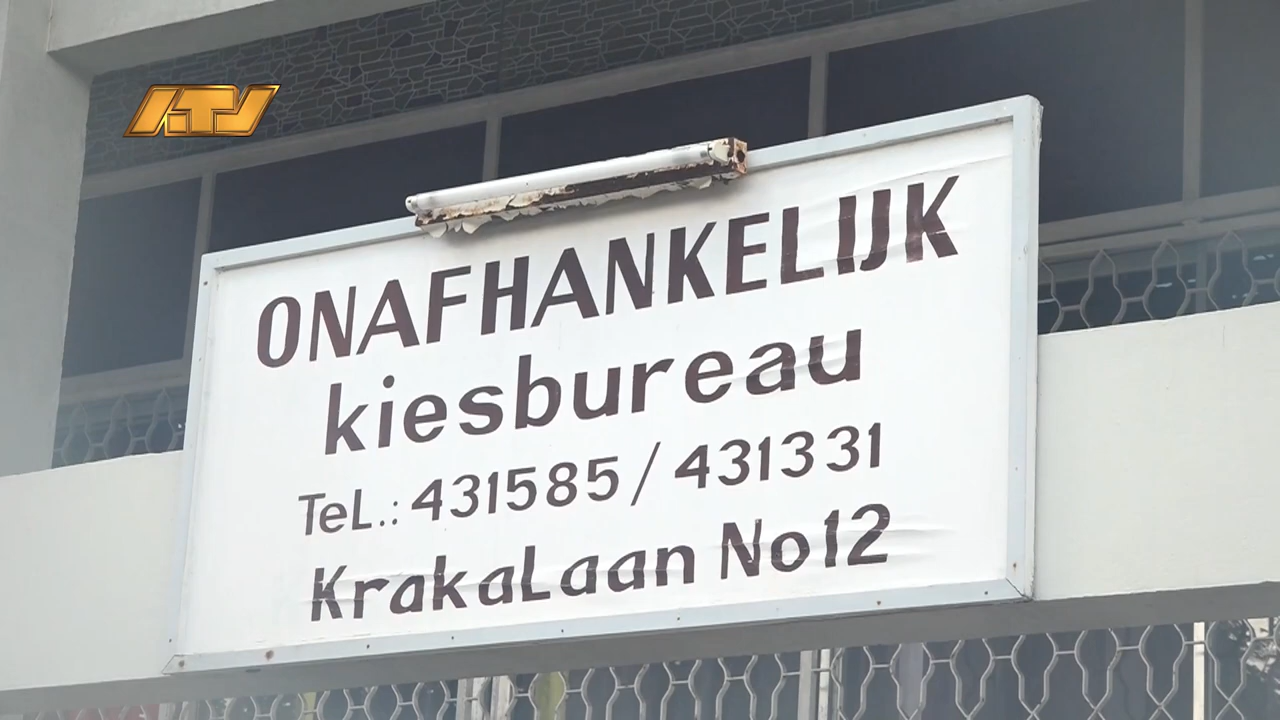 ATV
ONAFHANKELIJK
kiesbureau
TeL.: 431585 / 431331
KrakaLaan No12